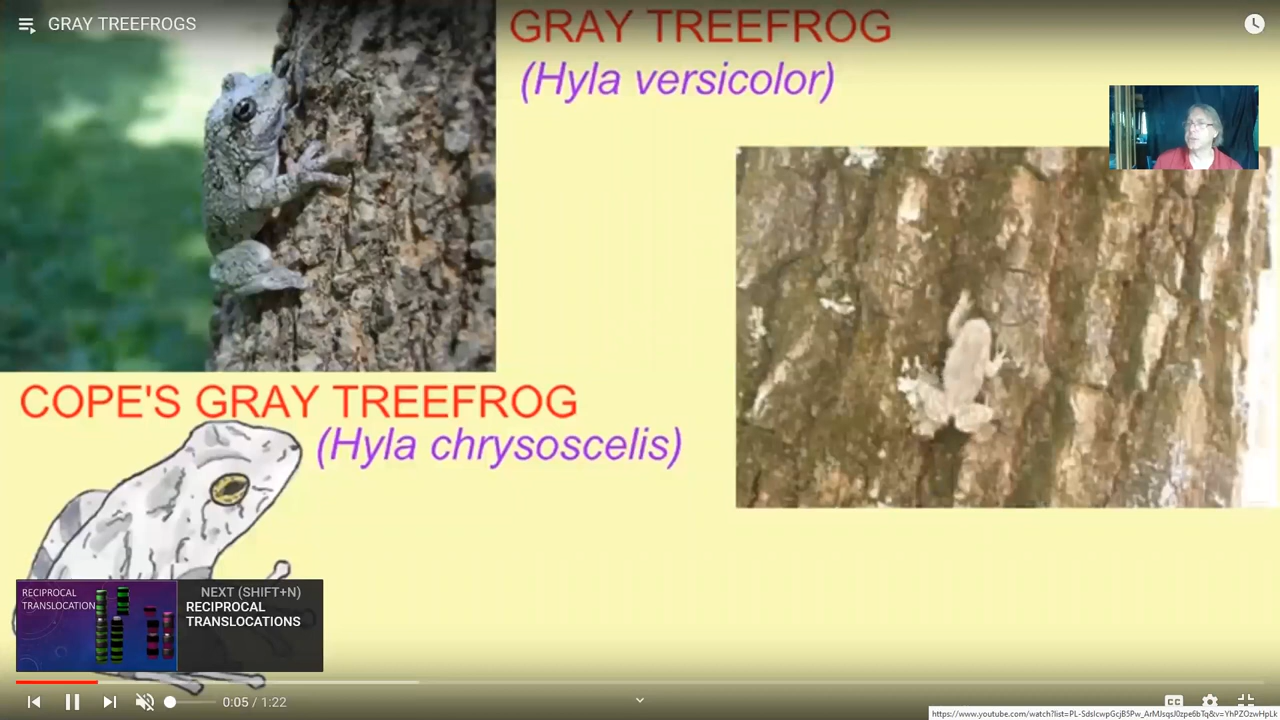 GRAY TREEFROGS
GRAY TREEFROG
(Hyla versicolor)
COPE'S GRAY TREEFROG
(Hyla chrysoscelis)
RECIPROCAL
TRANSLOCATION
NEXT (SHIFT+N)
RECIPROCAL
TRANSLOCATIONS
0:05 / 1:22
CC